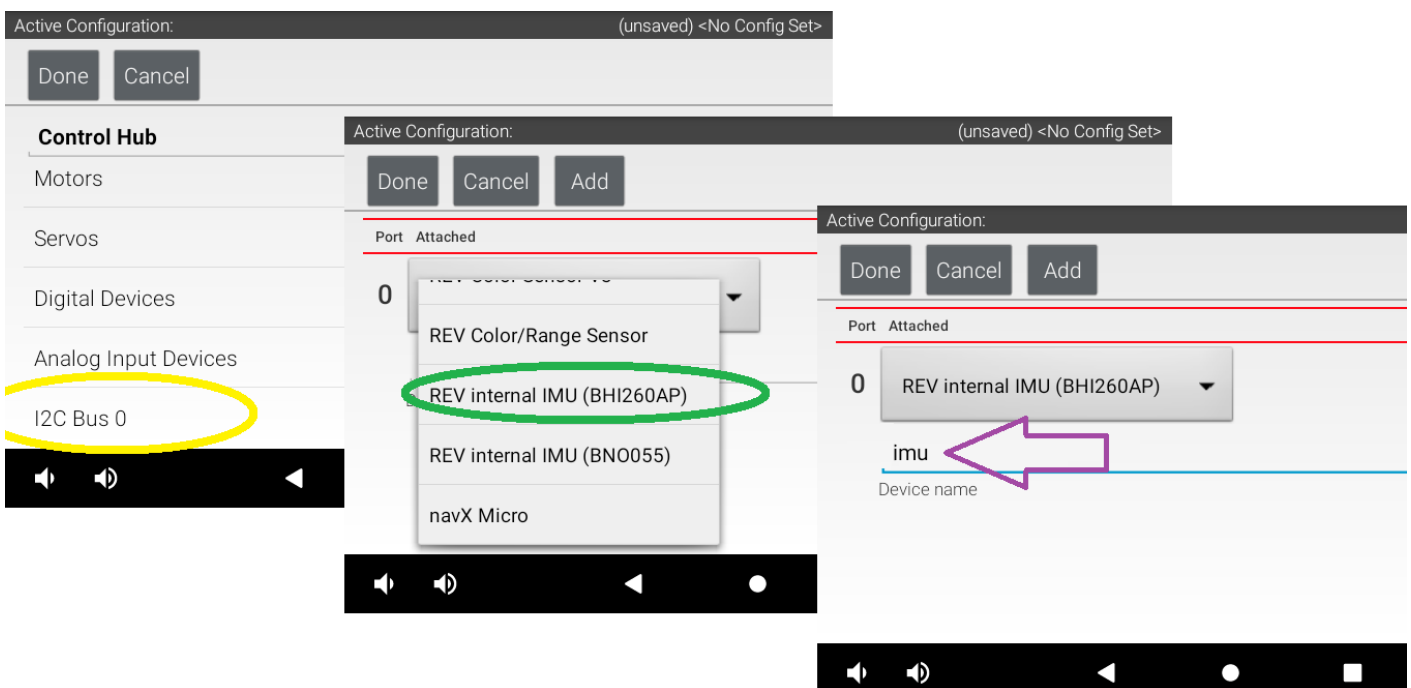 Active Configuration: (unsaved) <No Config Set>
Done Cancel
Control Hub
Motors
Servos
Digital Devices
Analog Input Devices
I2C Bus 0
Active Configuration: (unsaved) <No Config Set>
Done Cancel Add
Port Attached
0
REV Color/Range Sensor
REV internal IMU (BHI260AP)
REV internal IMU (BNO055)
navX Micro
Active Configuration:
Done Cancel Add
Port Attached
0 REV internal IMU (BHI260AP)
imu
Device name